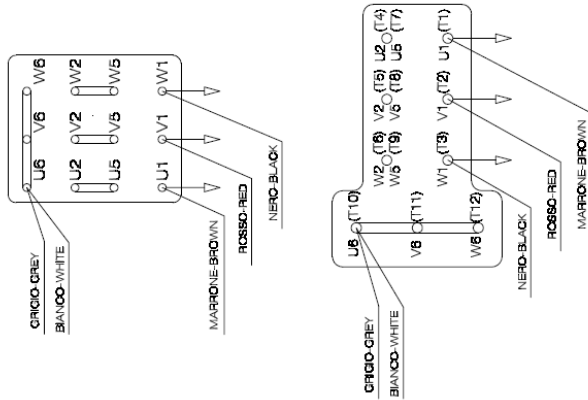 U6 V6 W6
U2 V2 W2
U5 V5 W5
U1 V1 W1
GRIGIO-GREY
BIANCO-WHITE
MARRONE-BROWN
ROSSO-RED
NERO-BLACK
W2 (T6) V2 (T5) U2 (T4)
W5 (T9) V5 (T8) U5 (T7)
W1 (T3) V1 (T2) U1 (T1)
U6 (T10)
V6 (T11)
W6 (T12)
GRIGIO-GREY
BIANCO-WHITE
NERO-BLACK
ROSSO-RED
MARRONE-BROWN